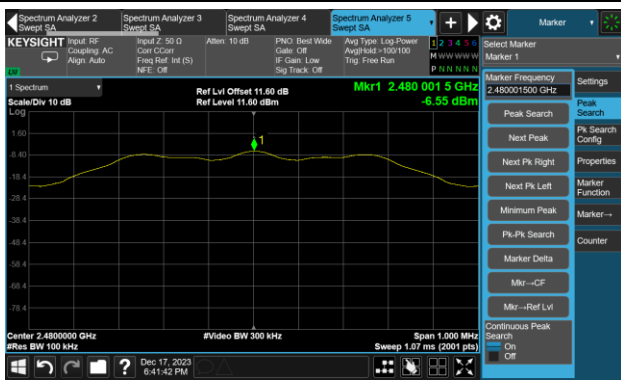 Spectrum Analyzer 2
Swept SA
Spectrum Analyzer 3
Swept SA
Spectrum Analyzer 4
Swept SA
Spectrum Analyzer 5
Swept SA
Marker
KEYSIGHT
Input: RF
Coupling: AC
Align: Auto
Input Z: 50 Ω
Corr CCorr
Freq Ref: Int (S)
NFE: Off
Atten: 10 dB
PNO: Best Wide
Gate: Off
IF Gain: Low
Sig Track: Off
Avg Type: Log-Power
Avg|Hold >100/100
Trig: Free Run
1 2 3 4 5 6
M W W W W W
P N N N N N
LXI
Select Marker
Marker 1
1 Spectrum
Scale/Div 10 dB
Log
Ref Lvl Offset 11.60 dB
Ref Level 11.60 dBm
Mkr1 2.480 001 5 GHz
-6.55 dBm
1
1.60
-8.40
-18.4
-28.4
-38.4
-48.4
-58.4
-68.4
-78.4
Center 2.4800000 GHz
#Res BW 100 kHz
#Video BW 300 kHz
Span 1.000 MHz
Sweep 1.07 ms (2001 pts)
Marker Frequency
2.480001500 GHz
Peak Search
Next Peak
Next Pk Right
Next Pk Left
Minimum Peak
Pk-Pk Search
Marker Delta
Mkr→CF
Mkr→Ref Lvl
Continuous Peak
Search
On
Off
Settings
Peak
Search
Pk Search
Config
Properties
Marker
Function
Marker→
Counter
?
Dec 17, 2023
6:41:42 PM